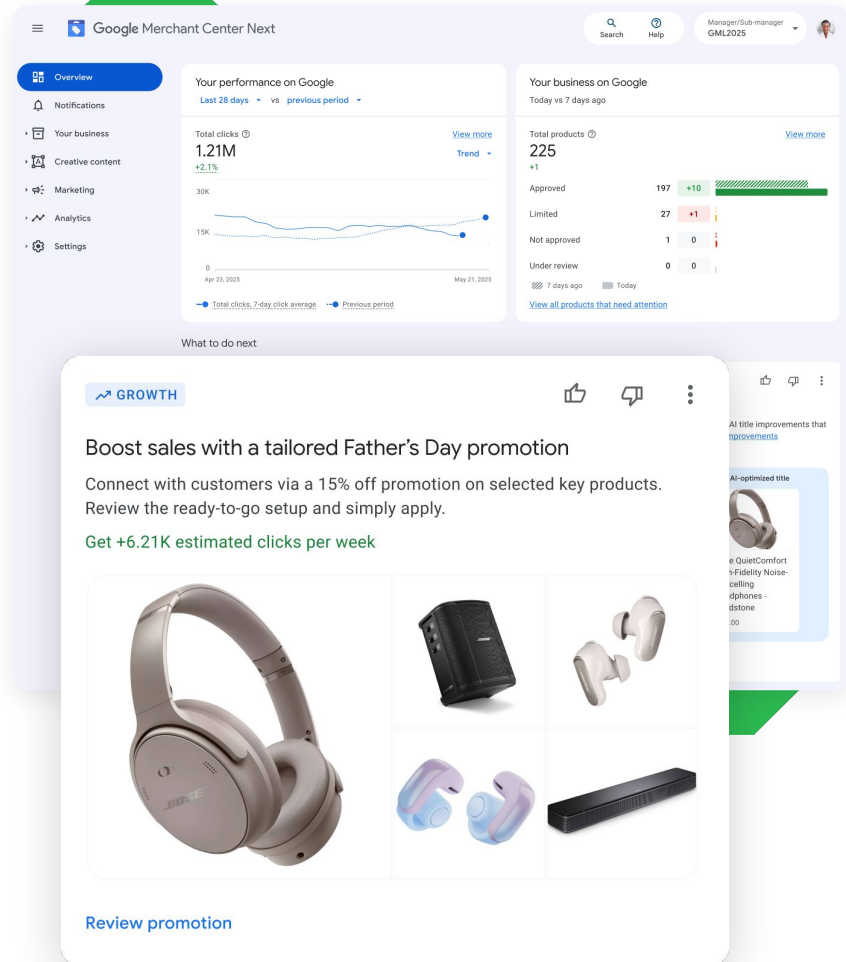 Google Merchant Center Next
Search
Help
Manager/Sub-manager
GML2025
Overview
Notifications
Your business
Creative content
Marketing
Analytics
Settings
Your performance on Google
Last 28 days vs previous period
Total clicks
View more
1.21M
Trend
+2.1%
30K
15K
0
Apr 23, 2025
May 21, 2025
Total clicks, 7-day click average
Previous period
Your business on Google
Today vs 7 days ago
Total products
View more
225
+1
Approved 197 +10
Limited 27 +1
Not approved 1 0
Under review 0 0
7 days ago Today
View all products that need attention
What to do next
GROWTH
Boost sales with a tailored Father's Day promotion
Connect with customers via a 15% off promotion on selected key products.
Review the ready-to-go setup and simply apply.
Get +6.21K estimated clicks per week
BOSE
BOSE
Review promotion
AI title improvements that
AI-optimized title
QuietComfort
Noise-
.00